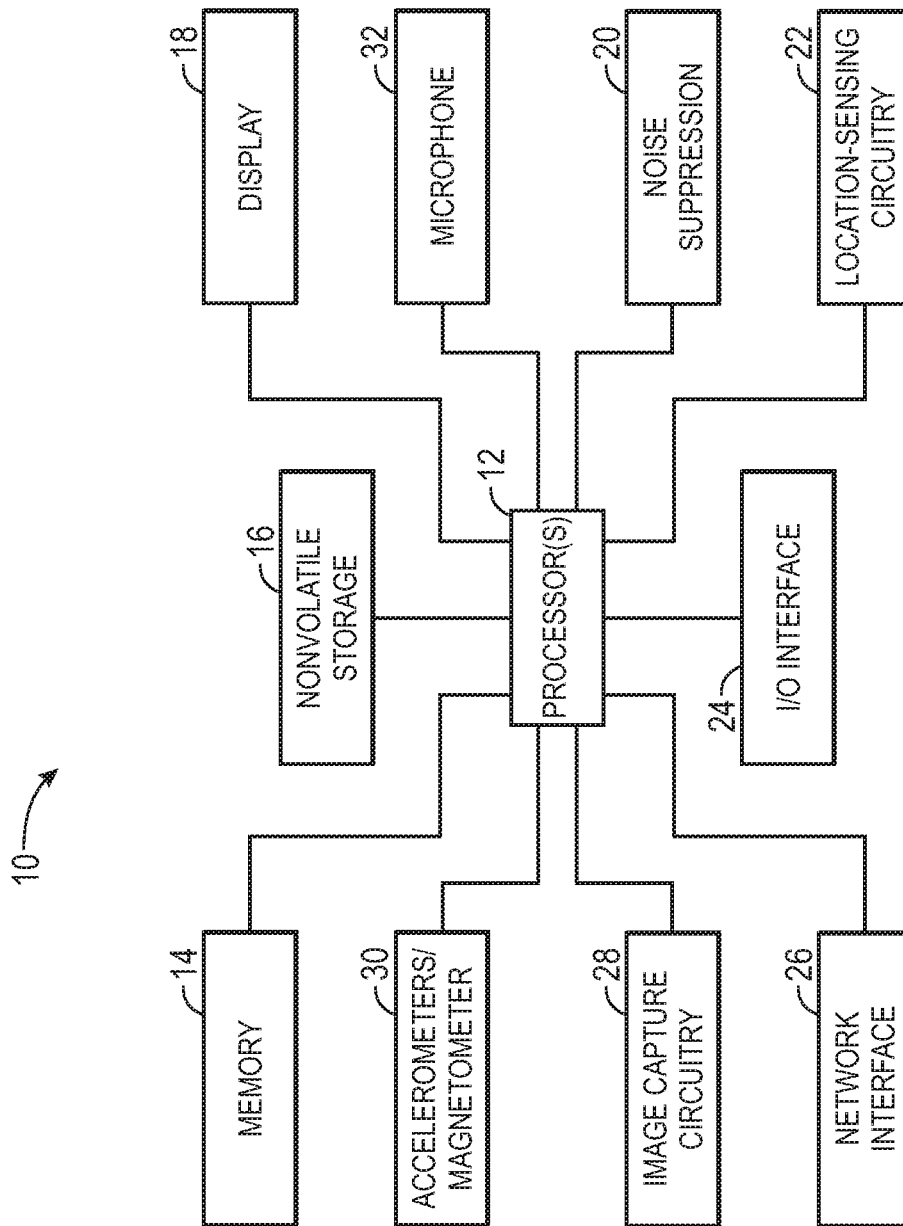 10
14
MEMORY
30
ACCELEROMETERS/
MAGNETOMETER
28
IMAGE CAPTURE
CIRCUITRY
26
NETWORK
INTERFACE
16
NONVOLATILE
STORAGE
12
PROCESSOR(S)
24
I/O INTERFACE
18
DISPLAY
32
MICROPHONE
20
NOISE
SUPPRESSION
22
LOCATION-SENSING
CIRCUITRY